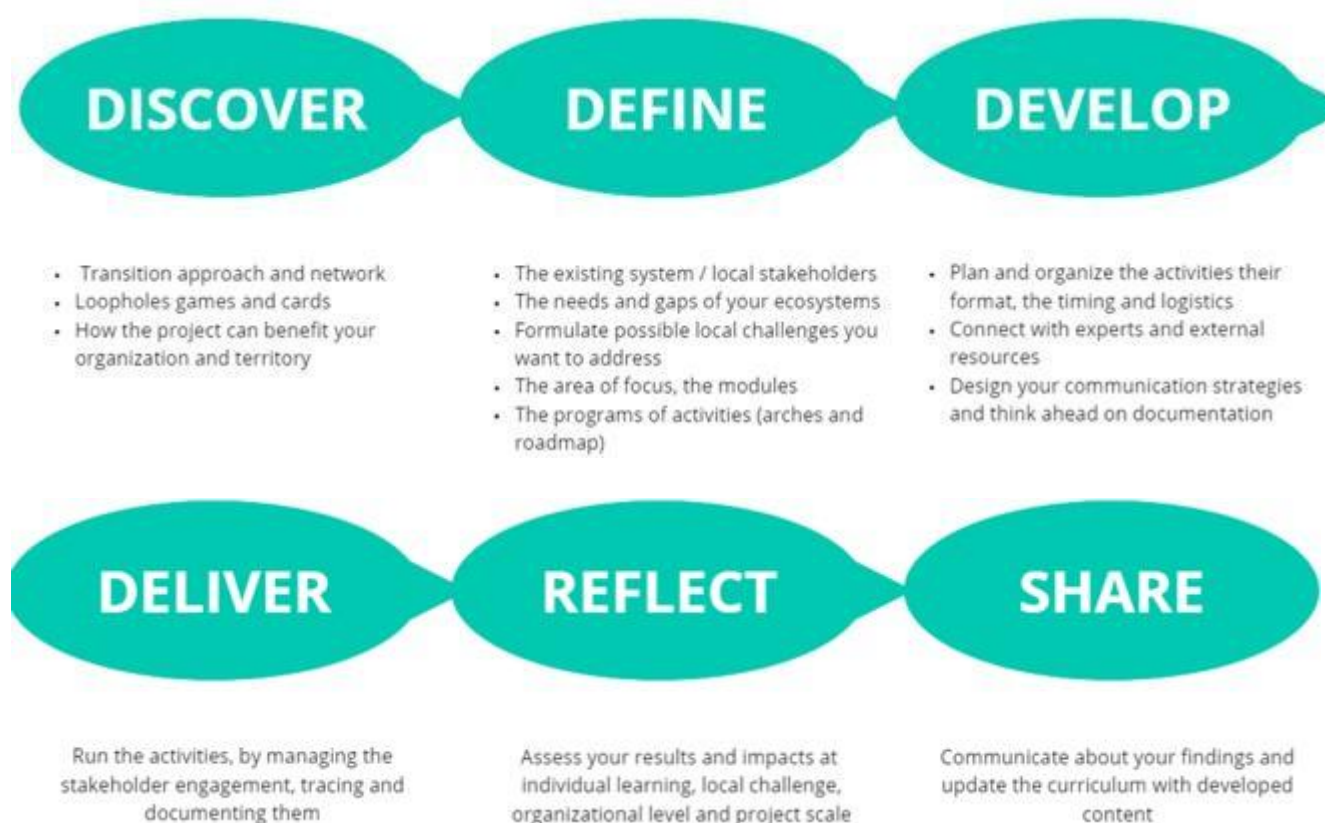 DISCOVER
DEFINE
DEVELOP
• Transition approach and network
• Loopholes games and cards
• How the project can benefit your
organization and territory
• The existing system / local stakeholders
• The needs and gaps of your ecosystems
• Formulate possible local challenges you
want to address
• The area of focus, the modules
• The programs of activities (arches and
roadmap)
• Plan and organize the activities their
format, the timing and logistics
• Connect with experts and external
resources
• Design your communication strategies
and think ahead on documentation
DELIVER
REFLECT
SHARE
Run the activities, by managing the
stakeholder engagement, tracing and
documenting them
Assess your results and impacts at
individual learning, local challenge,
organizational level and project scale
Communicate about your findings and
update the curriculum with developed
content